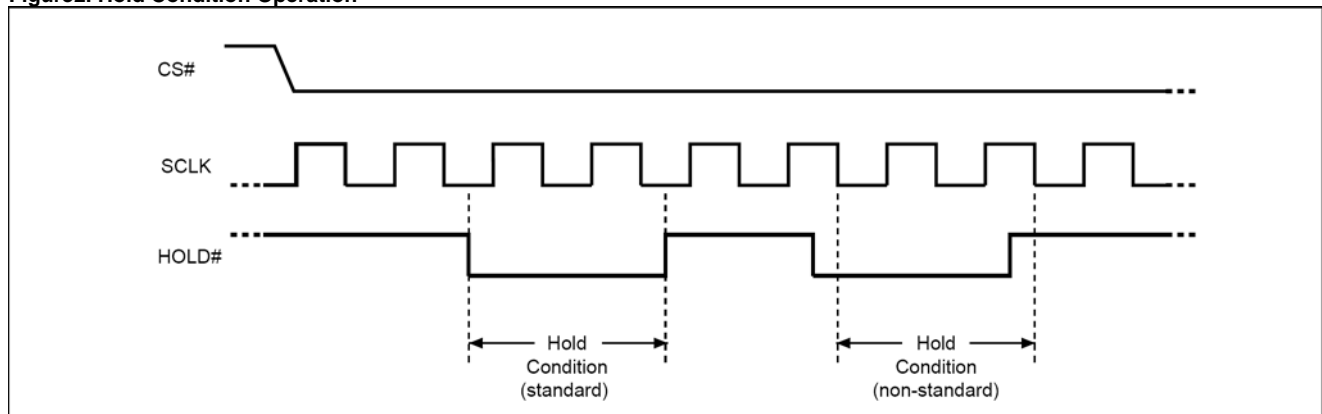 Figure2. Hold Condition Operation
CS#
SCLK
HOLD#
Hold Condition (standard)
Hold Condition (non-standard)